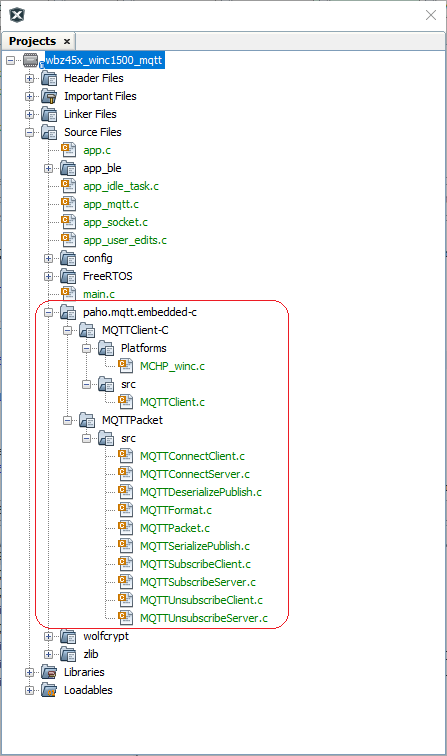 Projects ×
wbz45x_winc1500_mqtt
Header Files
Important Files
Linker Files
Source Files
app.c
app_ble
app_idle_task.c
app_mqtt.c
app_socket.c
app_user_edits.c
config
FreeRTOS
main.c
paho.mqtt.embedded-c
MQTTClient-C
Platforms
MCHP_winc.c
src
MQTTClient.c
MQTTPacket
src
MQTTConnectClient.c
MQTTConnectServer.c
MQTTDeserializePublish.c
MQTTFormat.c
MQTTPacket.c
MQTTSerializePublish.c
MQTTSubscribeClient.c
MQTTSubscribeServer.c
MQTTUnsubscribeClient.c
MQTTUnsubscribeServer.c
wolfcrypt
zlib
Libraries
Loadables